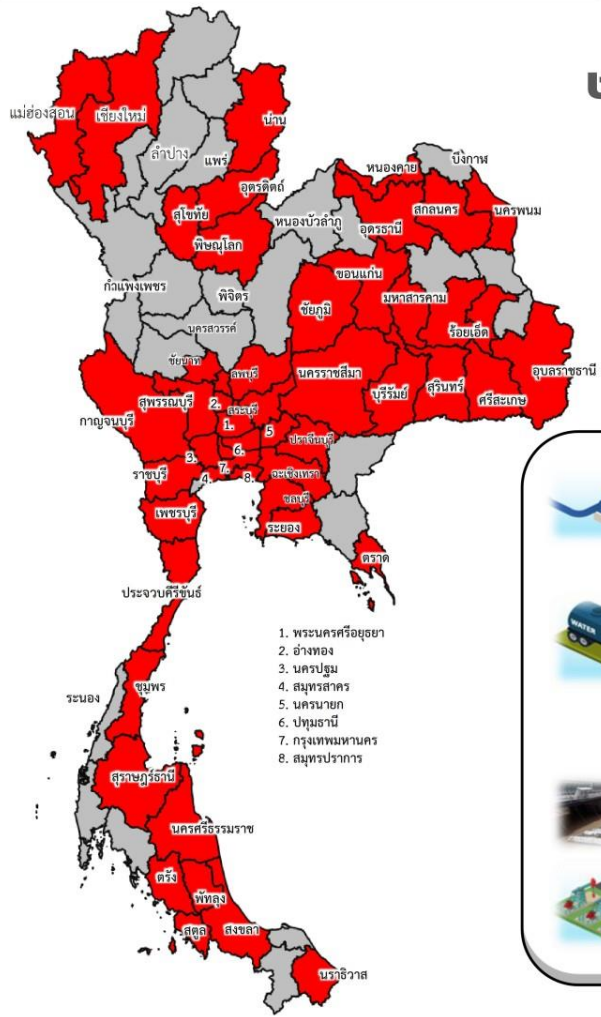 แม่ฮ่องสอน
เชียงใหม่
น่าน
ลำปาง
แพร่
อุตรดิตถ์
สุโขทัย
พิษณุโลก
หนองคาย
บึงกาฬ
สกลนคร
นครพนม
หนองบัวลำภู
อุดรธานี
ขอนแก่น
กำแพงเพชร
พิจิตร
ชัยภูมิ
มหาสารคาม
ร้อยเอ็ด
นครสวรรค์
ชัยนาท
ลพบุรี
นครราชสีมา
อุบลราชธานี
สุพรรณบุรี
2.
สระบุรี
บุรีรัมย์
สุรินทร์
ศรีสะเกษ
กาญจนบุรี
1.
5
ปราจีนบุรี
6.
3.
ราชบุรี
7.
ฉะเชิงเทรา
4.
8.
ชลบุรี
เพชรบุรี
ระยอง
ตราด
ประจวบคีรีขันธ์
1. พระนครศรีอยุธยา
2. อ่างทอง
3. นครปฐม
4. สมุทรสาคร
5. นครนายก
6. ปทุมธานี
7. กรุงเทพมหานคร
8. สมุทรปราการ
ระนอง
ชุมพร
สุราษฎร์ธานี
นครศรีธรรมราช
ตรัง
พัทลุง
สตูล
สงขลา
นราธิวาส
WATER